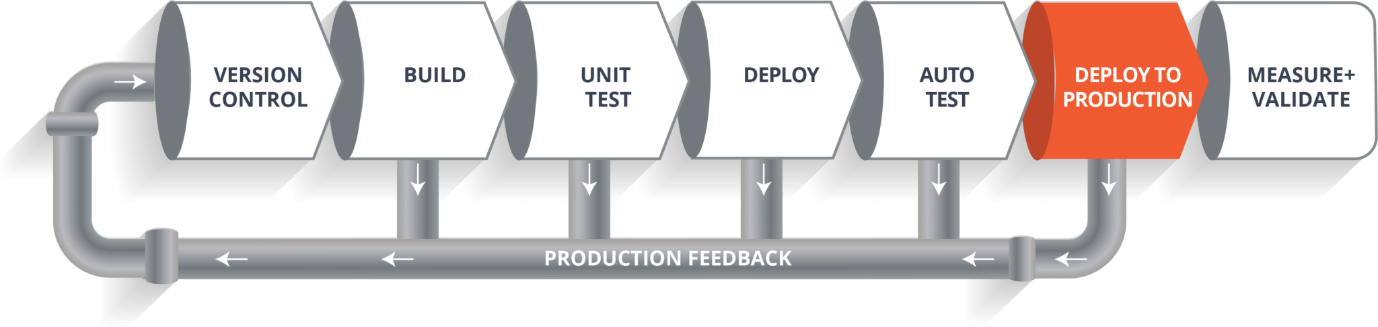 VERSION
CONTROL
BUILD
UNIT
TEST
DEPLOY
AUTO
TEST
DEPLOY TO
PRODUCTION
MEASURE+
VALIDATE
PRODUCTION FEEDBACK